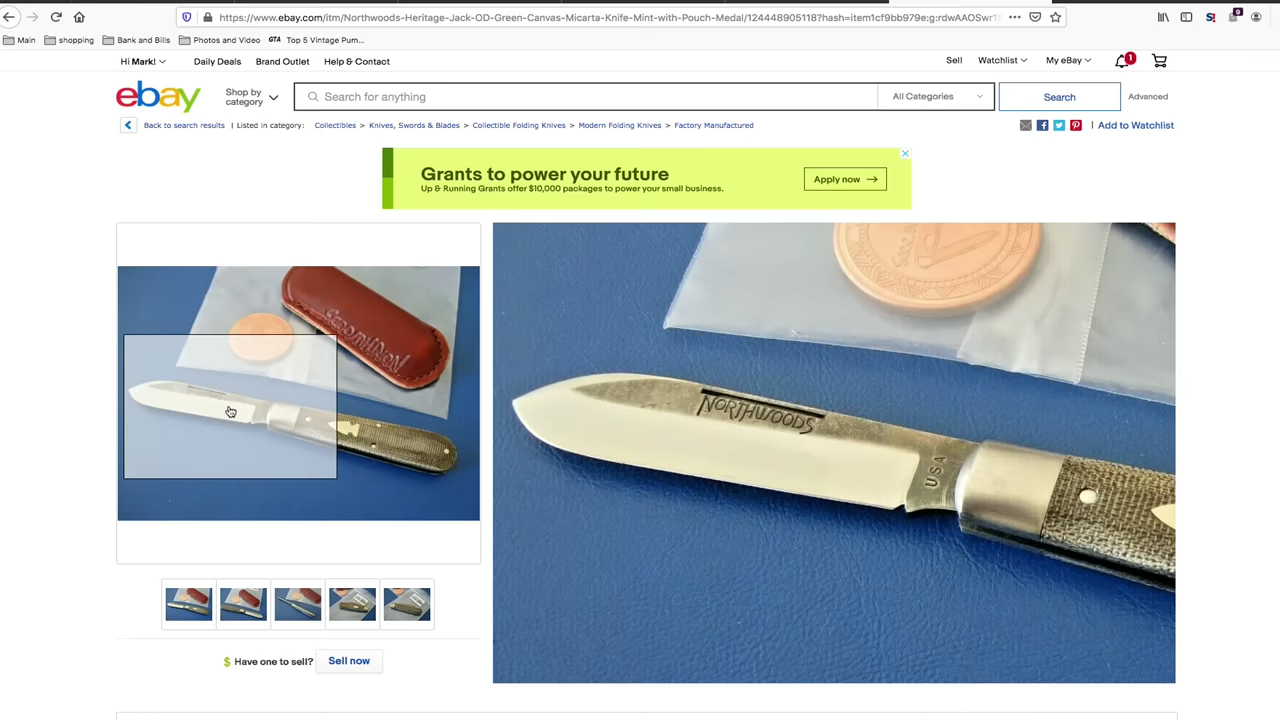 https://www.ebay.com/itm/Northwoods-Heritage-Jack-OD-Green-Canvas-Micarta-Knife-Mint-with-Pouch-Medal/124448905118?hash=item1cf9bb979e:g:rdwAAOSwr1
9
Main shopping Bank and Bills Photos and Video GTA Top 5 Vintage Pum...
Hi Mark! Daily Deals Brand Outlet Help & Contact Sell Watchlist My eBay 1
ebay Shop by category Search for anything All Categories Search Advanced
Back to search results | Listed in category: Collectibles > Knives, Swords & Blades > Collectible Folding Knives > Modern Folding Knives > Factory Manufactured | Add to Watchlist
Grants to power your future
Up & Running Grants offer $10,000 packages to power your small business.
Apply now
NORTHWOODS
NORTHWOODS
USA
$ Have one to sell? Sell now